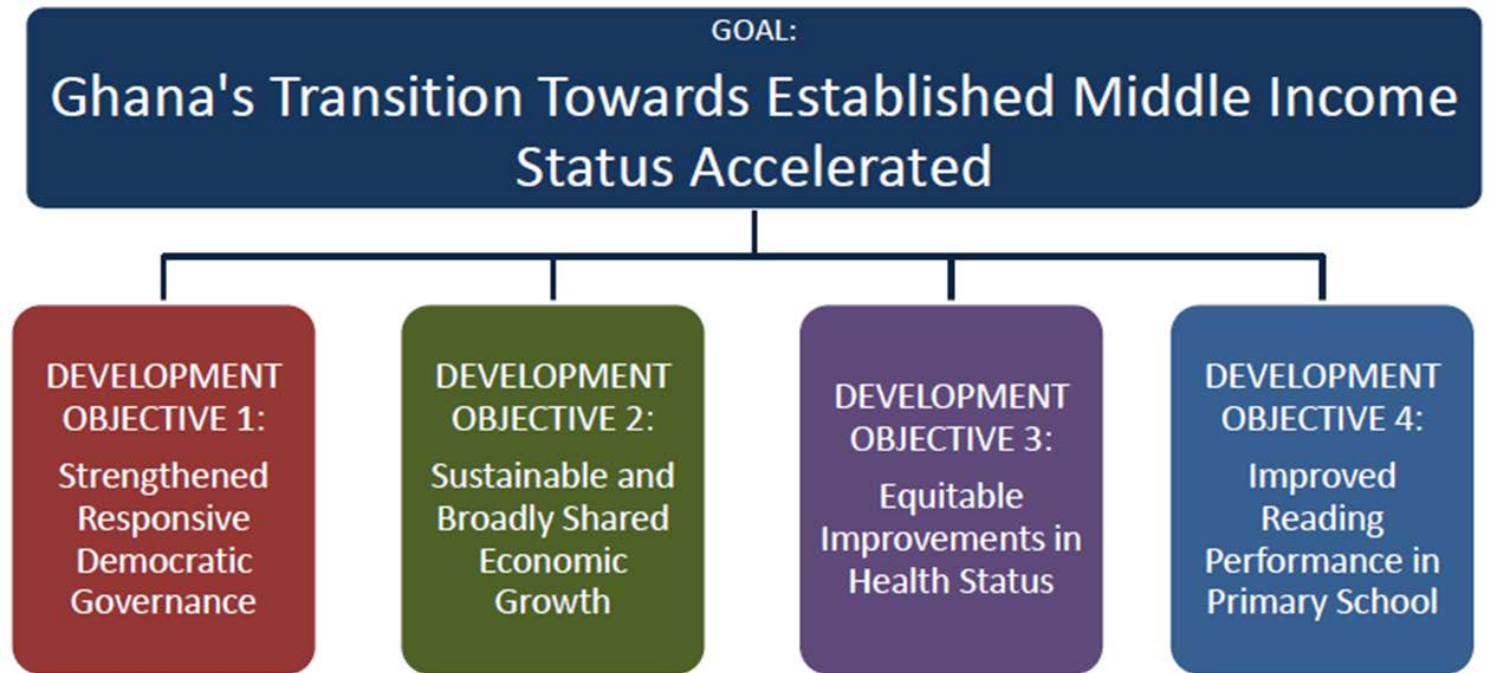 GOAL:
Ghana's Transition Towards Established Middle Income
Status Accelerated
DEVELOPMENT
OBJECTIVE 1:
Strengthened
Responsive
Democratic
Governance
DEVELOPMENT
OBJECTIVE 2:
Sustainable and
Broadly Shared
Economic
Growth
DEVELOPMENT
OBJECTIVE 3:
Equitable
Improvements in
Health Status
DEVELOPMENT
OBJECTIVE 4:
Improved
Reading
Performance in
Primary School